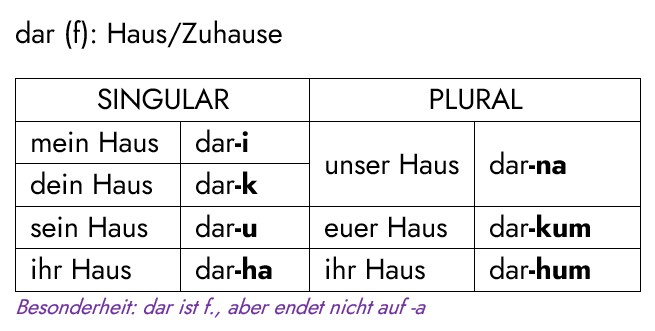 dar (f): Haus/Zuhause
SINGULAR PLURAL
mein Haus dar-i
unser Haus dar-na
dein Haus dar-k
sein Haus dar-u euer Haus dar-kum
ihr Haus dar-ha ihr Haus dar-hum
Besonderheit: dar ist f., aber endet nicht auf -a